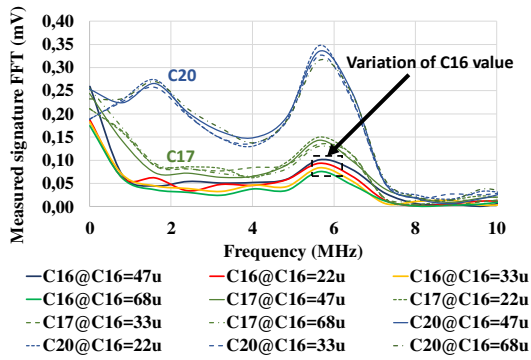 Measured signature FFT (mV)
0,40
0,35
0,30
0,25
0,20
0,15
0,10
0,05
0,00
C20
C17
Variation of C16 value
0 2 4 6 8 10
Frequency (MHz)
C16@C16=47u C16@C16=22u C16@C16=33u
C16@C16=68u C17@C16=47u C17@C16=22u
C17@C16=33u C17@C16=68u C20@C16=47u
C20@C16=22u C20@C16=33u C20@C16=68u